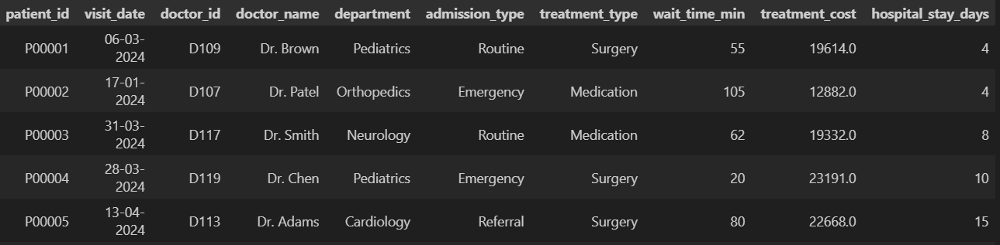 patient_id visit_date doctor_id doctor_name department admission_type treatment_type wait_time_min treatment_cost hospital_stay_days
P00001 06-03-2024 D109 Dr. Brown Pediatrics Routine Surgery 55 19614.0 4
P00002 17-01-2024 D107 Dr. Patel Orthopedics Emergency Medication 105 12882.0 4
P00003 31-03-2024 D117 Dr. Smith Neurology Routine Medication 62 19332.0 8
P00004 28-03-2024 D119 Dr. Chen Pediatrics Emergency Surgery 20 23191.0 10
P00005 13-04-2024 D113 Dr. Adams Cardiology Referral Surgery 80 22668.0 15